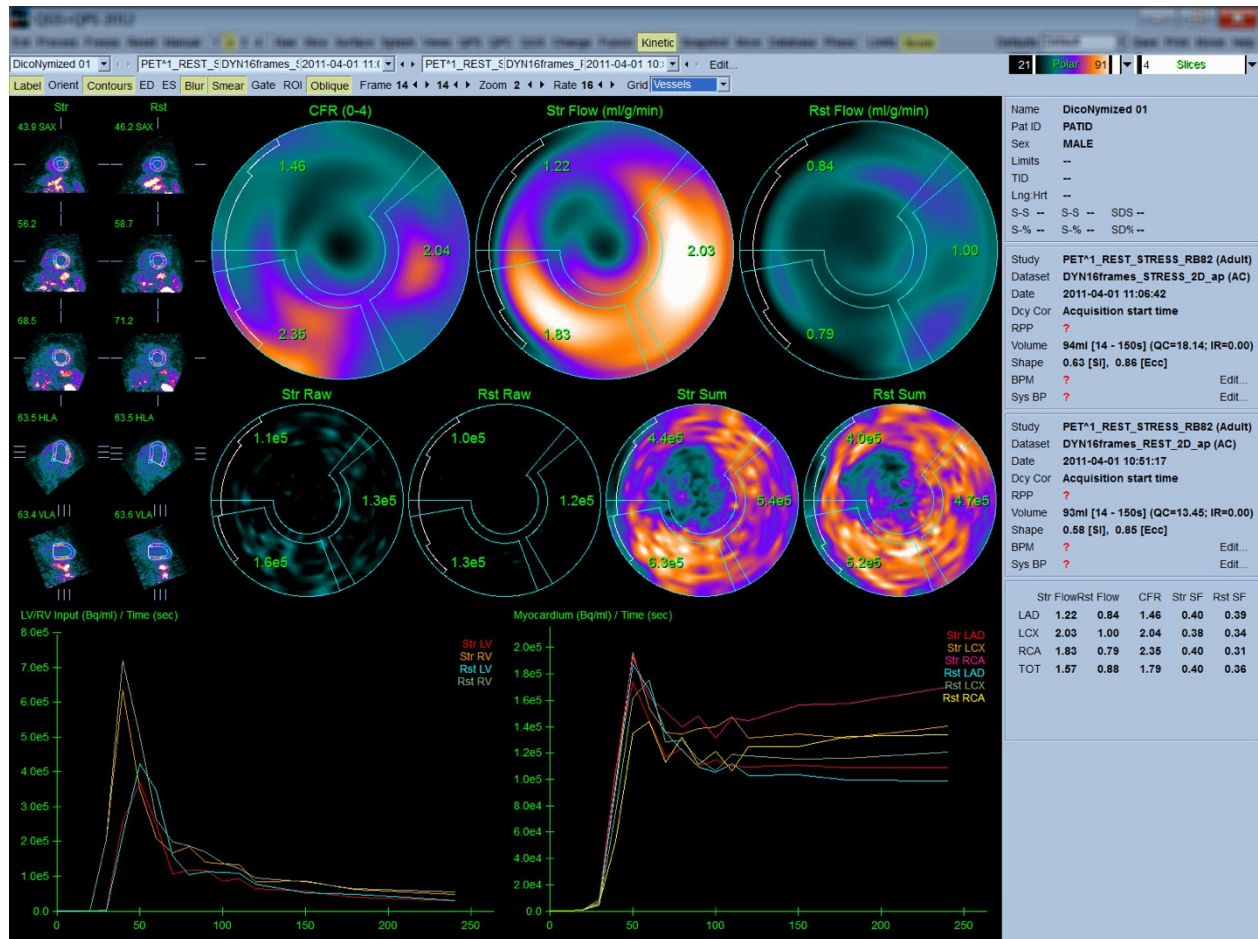 QGS+QPS 2012
Kinetic
DicoNymized 01 PET^1_REST_S DYN16frames_S 2011-04-01 11:0 PET^1_REST_S DYN16frames_F 2011-04-01 10: Edit...
21 Polar 91 4 Slices
Label Orient Contours ED ES Blur Smear Gate ROI Oblique Frame 14 14 Zoom 2 Rate 16 Grid Vessels
Str Rst
43.9 SAX 46.2 SAX
56.2 58.7
68.5 71.2
63.5 HLA 63.5 HLA
63.4 VLA 63.6 VLA
CFR (0-4)
1.46
2.04
2.35
Str Flow (ml/g/min)
1.22
2.03
1.83
Rst Flow (ml/g/min)
0.84
1.00
0.79
Str Raw
1.1e5
1.3e5
1.6e5
Rst Raw
1.0e5
1.2e5
1.3e5
Str Sum
4.4e5
5.4e5
6.3e5
Rst Sum
4.0e5
4.7e5
5.2e5
LV/RV Input (Bq/ml) / Time (sec)
8.0e5
7.0e5
6.0e5
5.0e5
4.0e5
3.0e5
2.0e5
1.0e5
0.0
0 50 100 150 200 250
Str LV
Str RV
Rst LV
Rst RV
Myocardium (Bq/ml) / Time (sec)
2.0e5
1.8e5
1.6e5
1.4e5
1.2e5
1.0e5
8.0e4
6.0e4
4.0e4
2.0e4
0.0
0 50 100 150 200 250
Str LAD
Str LCX
Str RCA
Rst LAD
Rst LCX
Rst RCA
Name DicoNymized 01
Pat ID PATID
Sex MALE
Limits --
TID --
Lng:Hrt --
S-S -- S-S -- SDS --
S-% -- S-% -- SD% --
Study PET^1_REST_STRESS_RB82 (Adult)
Dataset DYN16frames_STRESS_2D_ap (AC)
Date 2011-04-01 11:06:42
Dcy Cor Acquisition start time
RPP ?
Volume 94ml [14 - 150s] (QC=18.14; IR=0.00)
Shape 0.63 [SI], 0.86 [Ecc]
BPM ? Edit...
Sys BP ? Edit...
Study PET^1_REST_STRESS_RB82 (Adult)
Dataset DYN16frames_REST_2D_ap (AC)
Date 2011-04-01 10:51:17
Dcy Cor Acquisition start time
RPP ?
Volume 93ml [14 - 150s] (QC=13.45; IR=0.00)
Shape 0.58 [SI], 0.85 [Ecc]
BPM ? Edit...
Sys BP ? Edit...
Str Flow Rst Flow CFR Str SF Rst SF
LAD 1.22 0.84 1.46 0.40 0.39
LCX 2.03 1.00 2.04 0.38 0.34
RCA 1.83 0.79 2.35 0.40 0.31
TOT 1.57 0.88 1.79 0.40 0.36